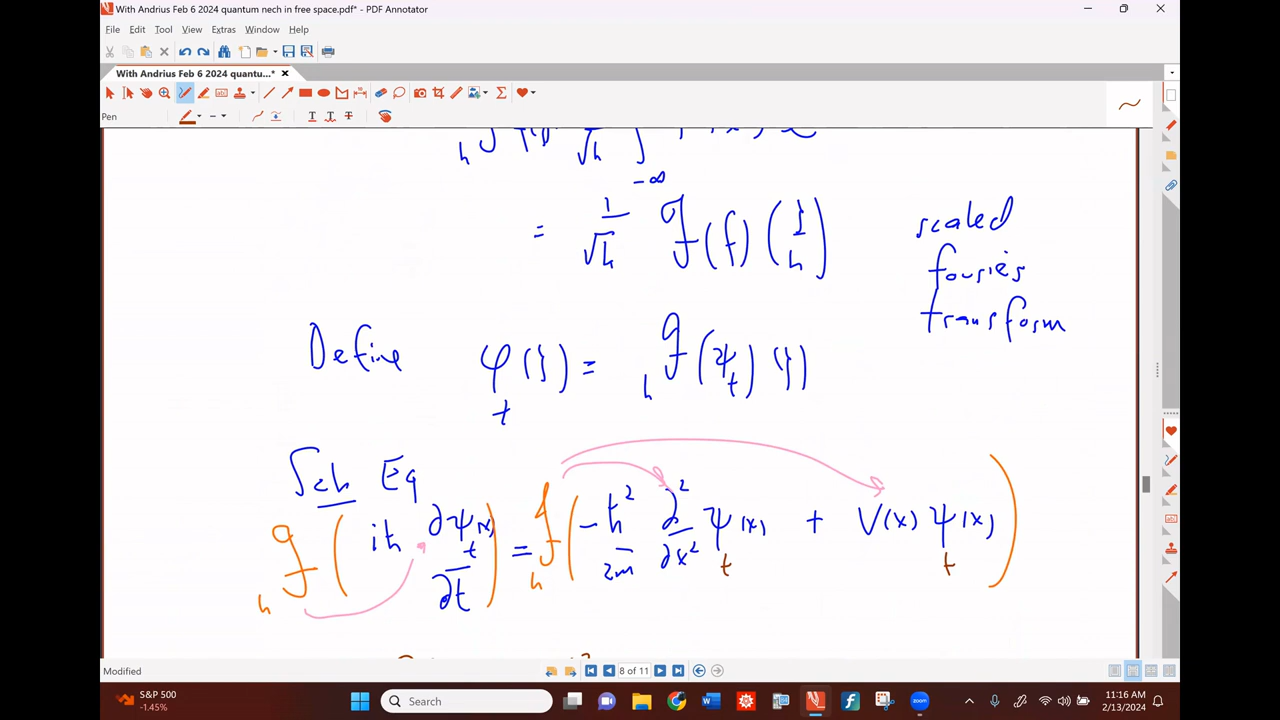 With Andrius Feb 6 2024 quantum nech in free space.pdf* - PDF Annotator
File Edit Tool View Extras Window Help
With Andrius Feb 6 2024 quantu...*
Pen
√h
-∞
= 1/√h F(f)(ξ/h)
scaled
fourier
transform
Define φ_t(ξ) = _hF(ψ_t)(ξ)
Sch Eq
_hF(iħ ∂ψ_t(x)/∂t) = _hF(-ħ²/2m ∂²/∂x² ψ_t(x) + V(x) ψ_t(x))
Modified
8 of 11
S&P 500
-1.45%
Search
11:16 AM
2/13/2024